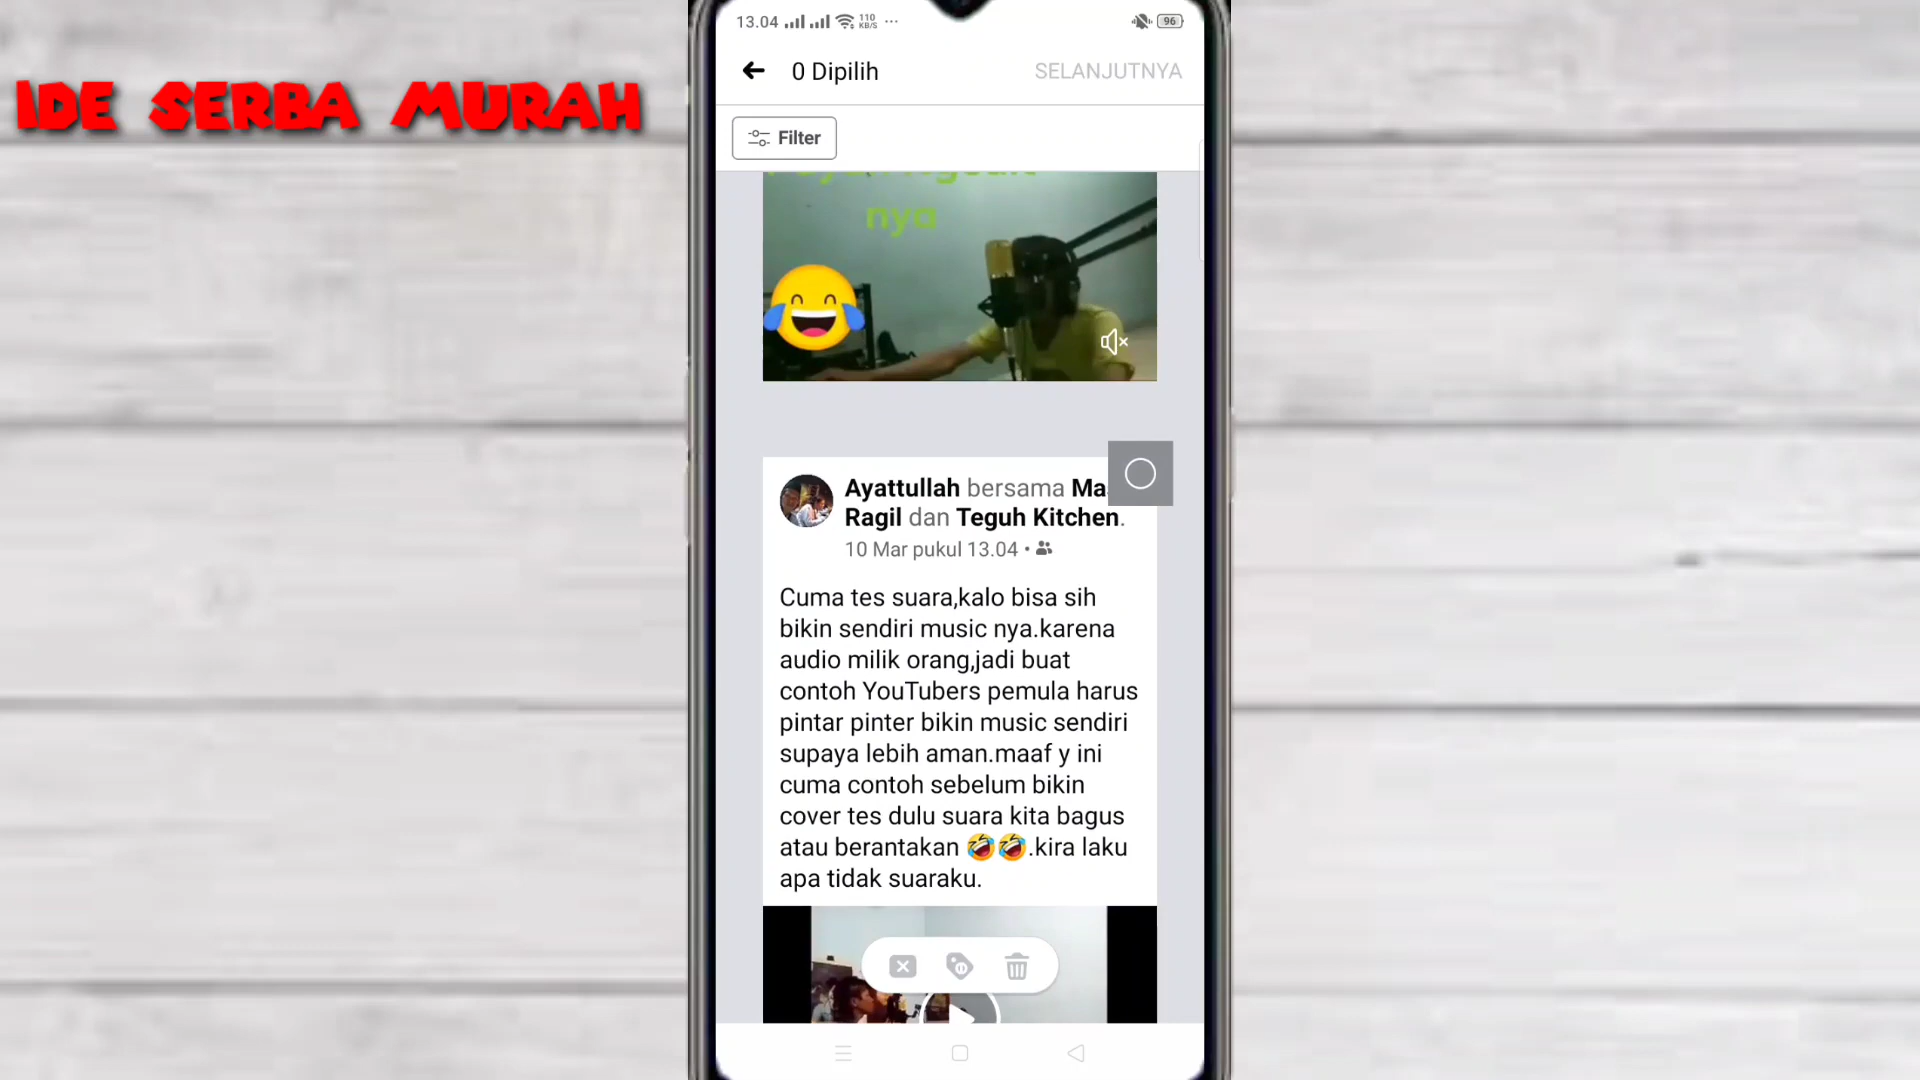 IDE SERBA MURAH
13.04 110 KB/S ... 96
0 Dipilih SELANJUTNYA
Filter
nya
Ayattullah bersama Ma
Ragil dan Teguh Kitchen.
10 Mar pukul 13.04 •
Cuma tes suara,kalo bisa sih
bikin sendiri music nya.karena
audio milik orang,jadi buat
contoh YouTubers pemula harus
pintar pinter bikin music sendiri
supaya lebih aman.maaf y ini
cuma contoh sebelum bikin
cover tes dulu suara kita bagus
atau berantakan 🤣🤣.kira laku
apa tidak suaraku.